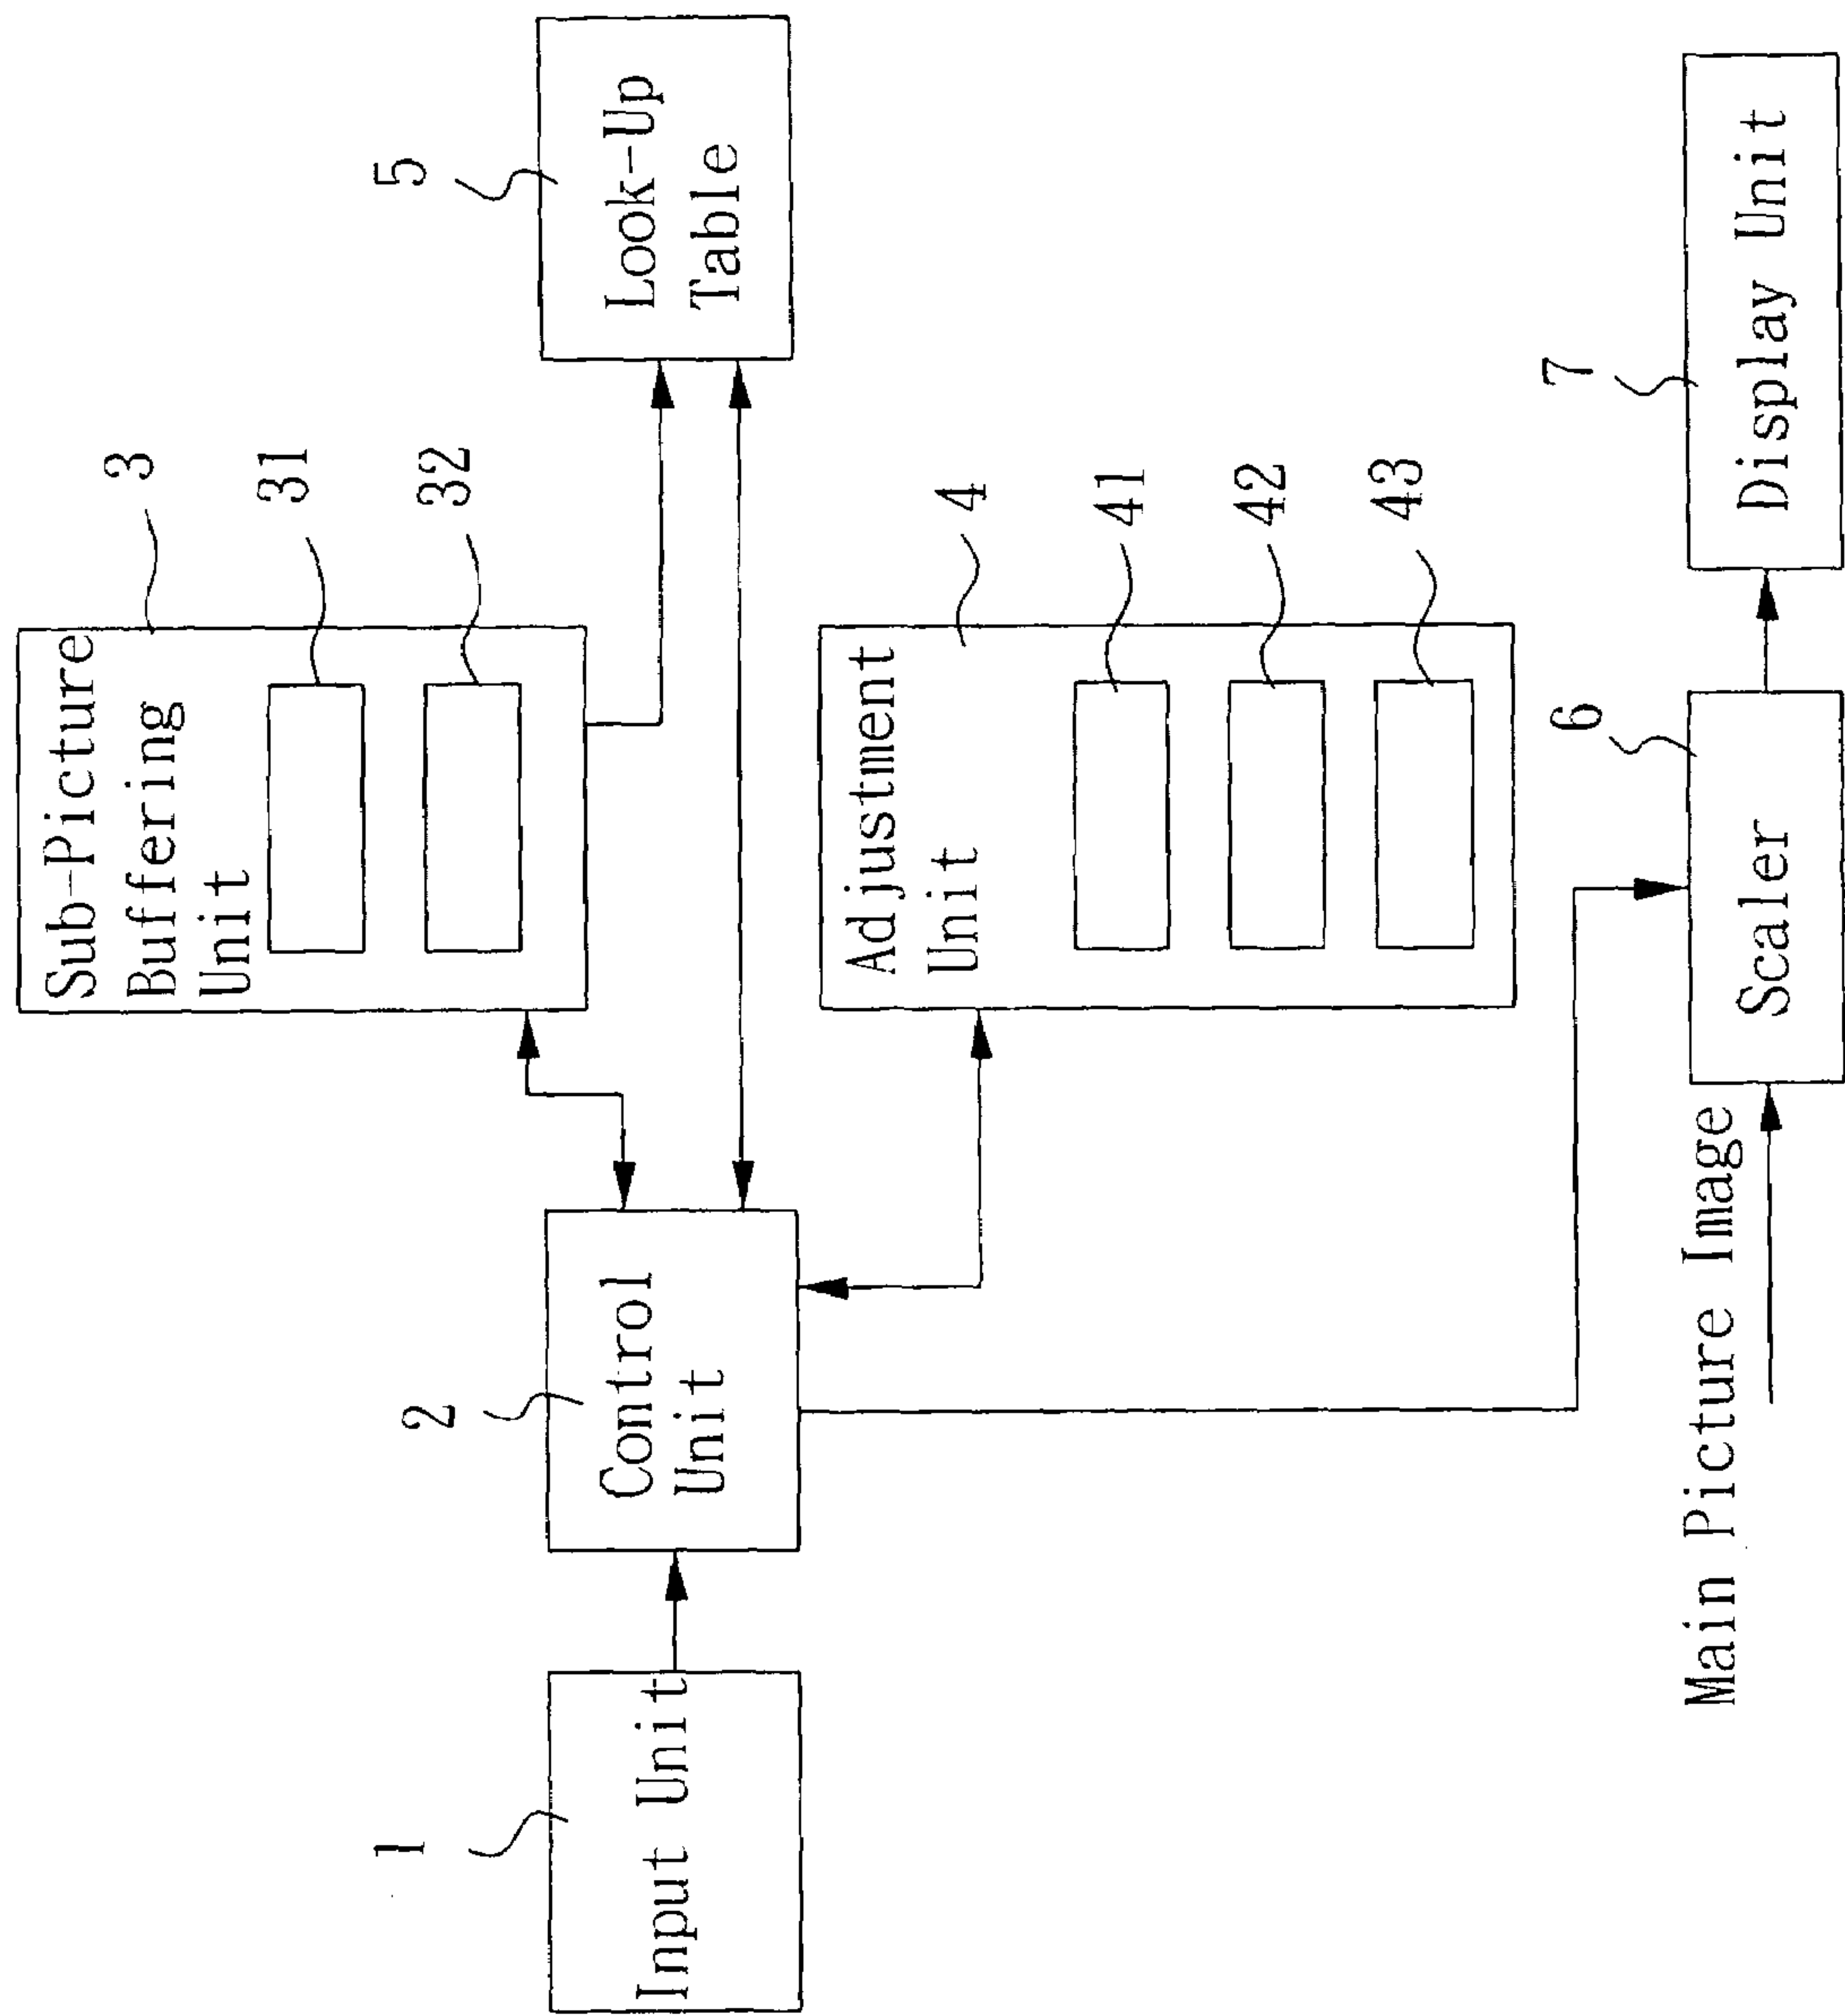 3
Sub-Picture
Buffering
Unit
31
32
5
Look-Up
Table
2
Control
Unit
1
Input Unit
4
Adjustment
Unit
41
42
43
Main Picture Image
6
Scaler
7
Display Unit